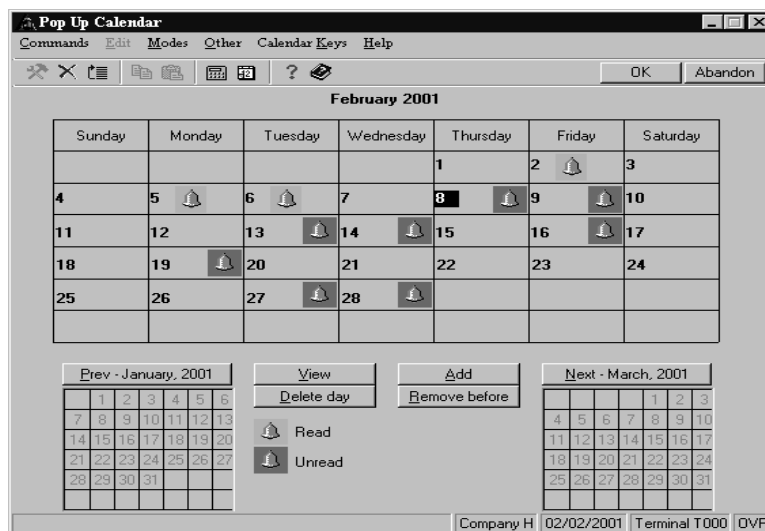 Pop Up Calendar
Commands Edit Modes Other Calendar Keys Help
12 ? OK Abandon
February 2001
Sunday Monday Tuesday Wednesday Thursday Friday Saturday
1 2 3
4 5 6 7 8 9 10
11 12 13 14 15 16 17
18 19 20 21 22 23 24
25 26 27 28
Prev - January, 2001
1 2 3 4 5 6
7 8 9 10 11 12 13
14 15 16 17 18 19 20
21 22 23 24 25 26 27
28 29 30 31
View
Delete day
Read
Unread
Add
Remove before
Next - March, 2001
1 2 3
4 5 6 7 8 9 10
11 12 13 14 15 16 17
18 19 20 21 22 23 24
25 26 27 28 29 30 31
Company H 02/02/2001 Terminal T000 OVR